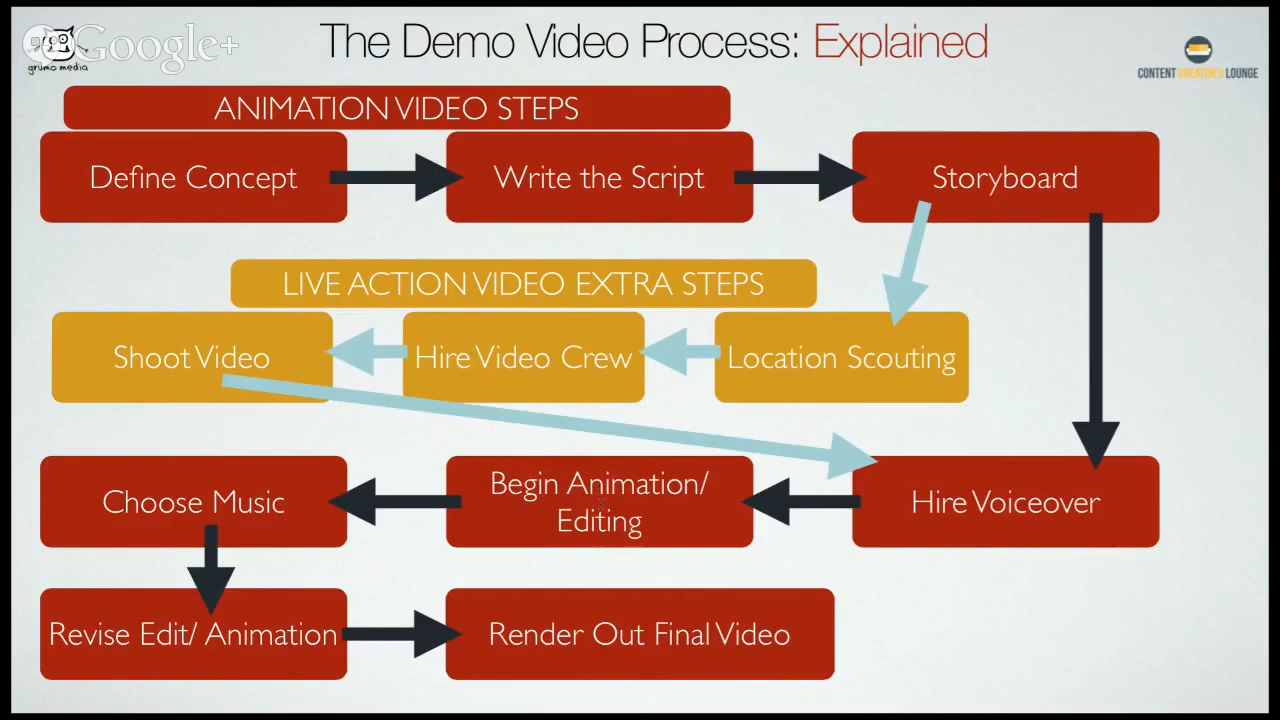 Google+
grumo media
The Demo Video Process: Explained
CONTENT CREATOR'S LOUNGE
ANIMATION VIDEO STEPS
Define Concept
Write the Script
Storyboard
LIVE ACTION VIDEO EXTRA STEPS
Shoot Video
Hire Video Crew
Location Scouting
Choose Music
Begin Animation/
Editing
Hire Voiceover
Revise Edit/ Animation
Render Out Final Video